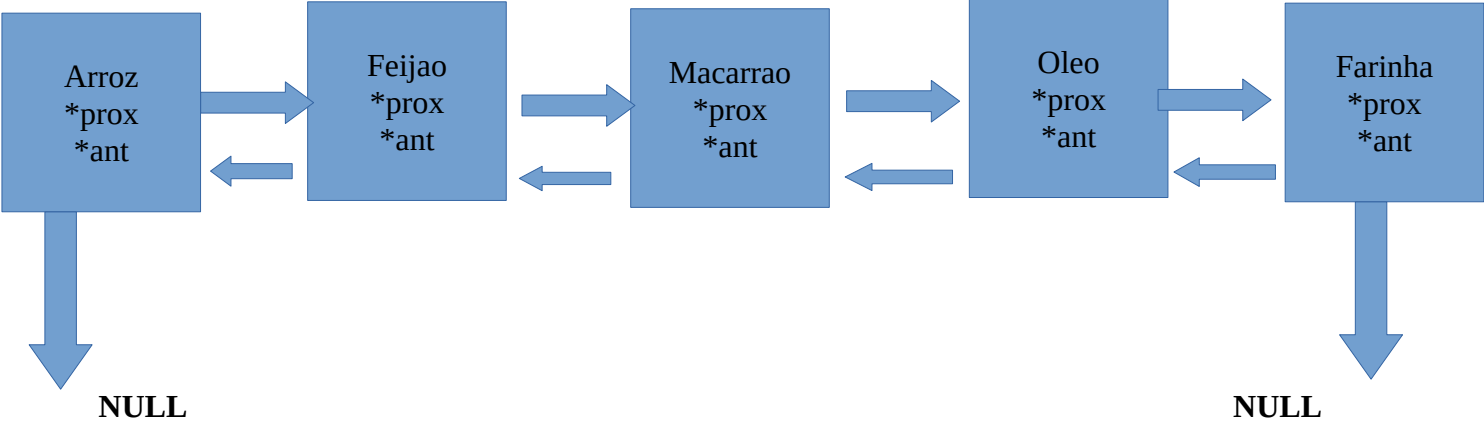 Arroz
*prox
*ant
Feijao
*prox
*ant
Macarrao
*prox
*ant
Oleo
*prox
*ant
Farinha
*prox
*ant
NULL
NULL